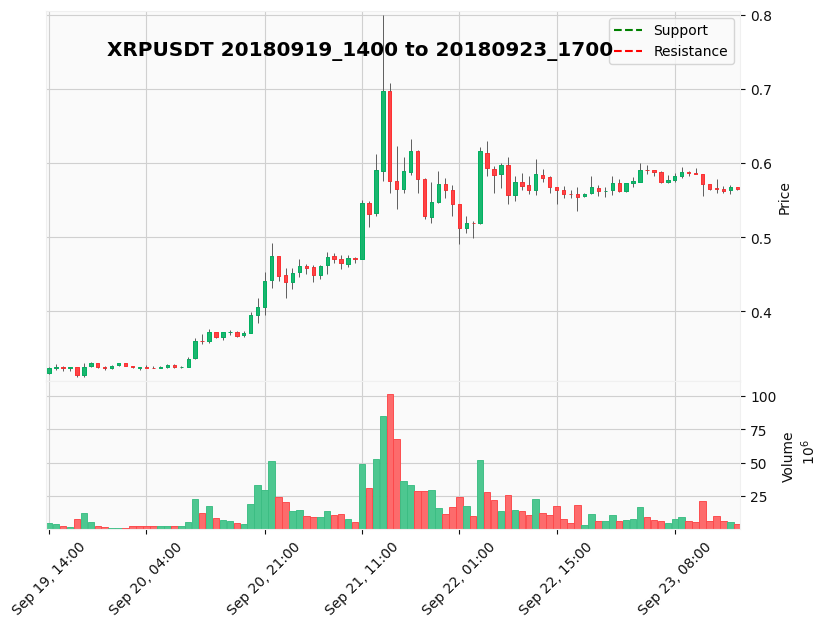 XRPUSDT 20180919_1400 to 20180923_1700
Support
Resistance
0.8
0.7
0.6
0.5
0.4
Price
100
75
50
25
Volume
10^6
Sep 19, 14:00
Sep 20, 04:00
Sep 20, 21:00
Sep 21, 11:00
Sep 22, 01:00
Sep 22, 15:00
Sep 23, 08:00